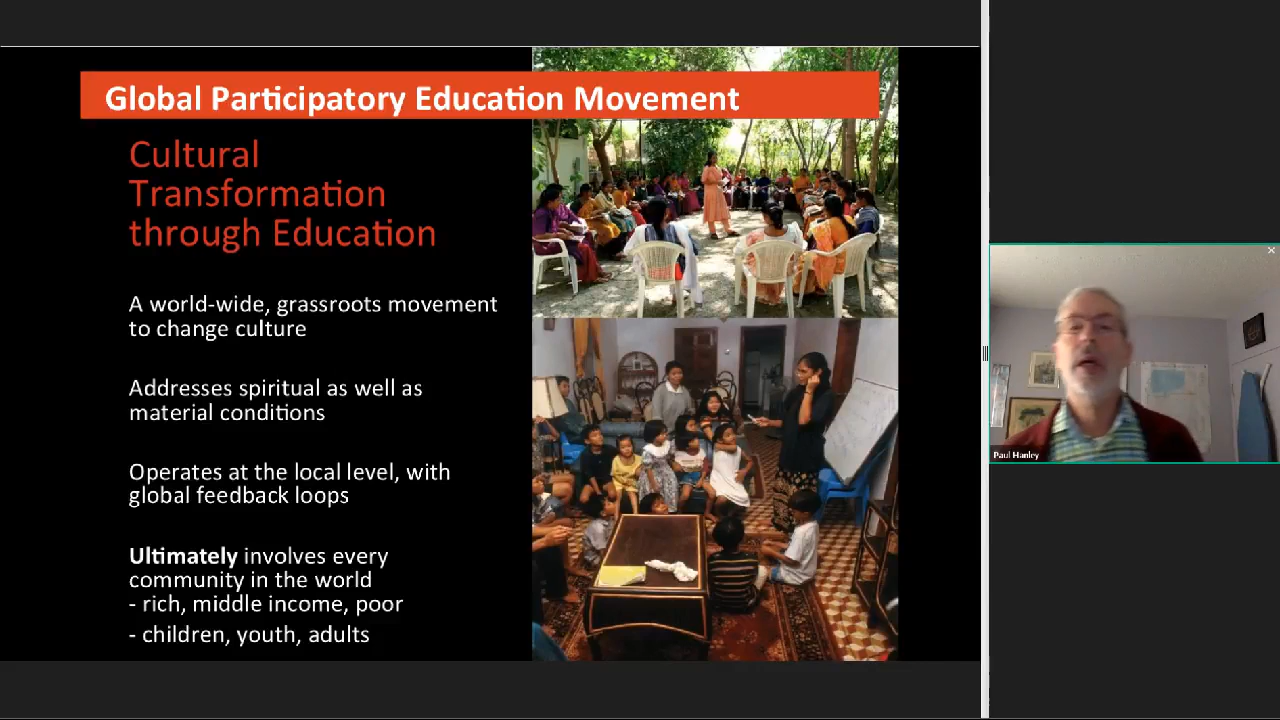 Global Participatory Education Movement
Cultural
Transformation
through Education
A world-wide, grassroots movement
to change culture
Addresses spiritual as well as
material conditions
Operates at the local level, with
global feedback loops
Ultimately involves every
community in the world
- rich, middle income, poor
- children, youth, adults
Paul Hanley